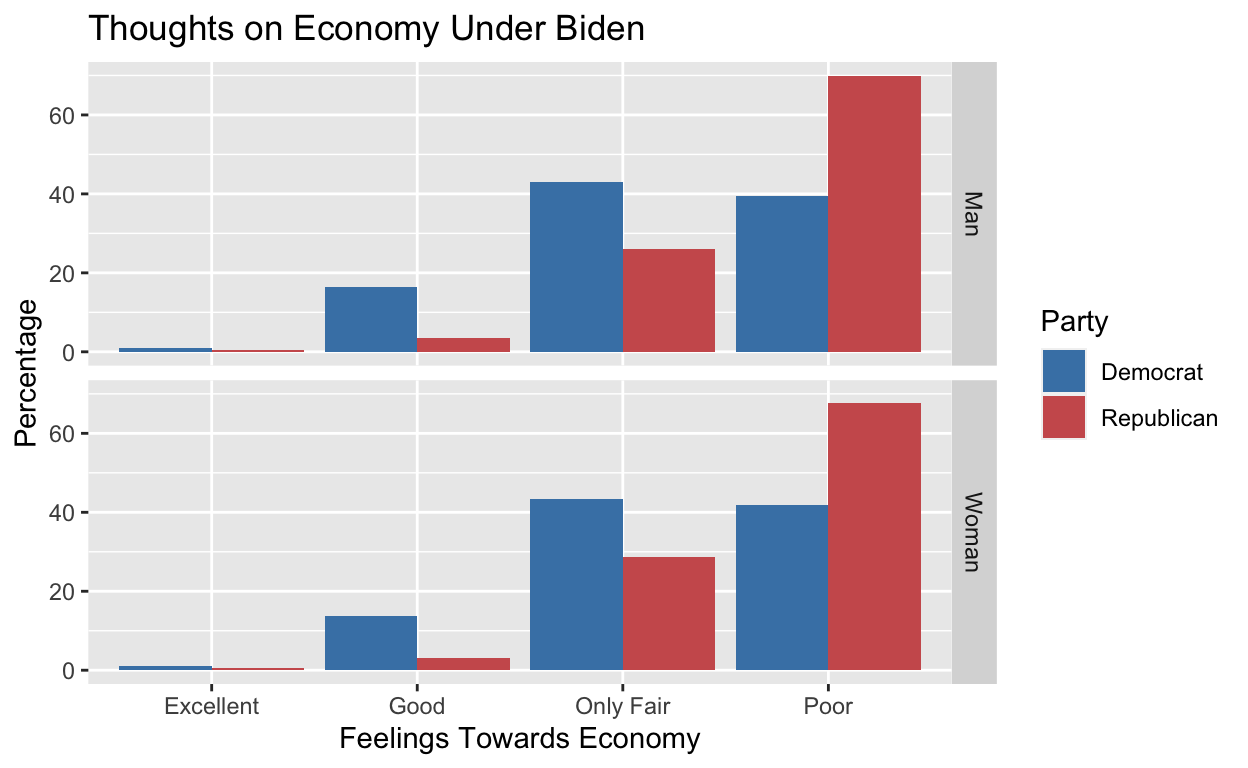 Thoughts on Economy Under Biden
Percentage
60
40
20
0
Man
60
40
20
0
Woman
Excellent
Good
Only Fair
Poor
Feelings Towards Economy
Party
Democrat
Republican